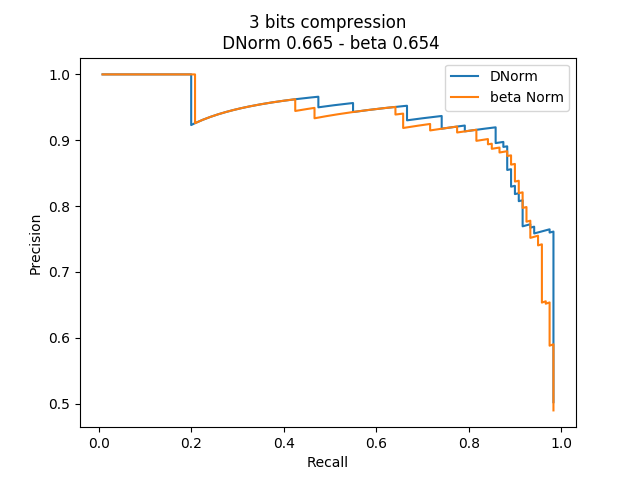 3 bits compression
DNorm 0.665 - beta 0.654
DNorm
beta Norm
1.0
0.9
0.8
0.7
0.6
0.5
Precision
0.0 0.2 0.4 0.6 0.8 1.0
Recall